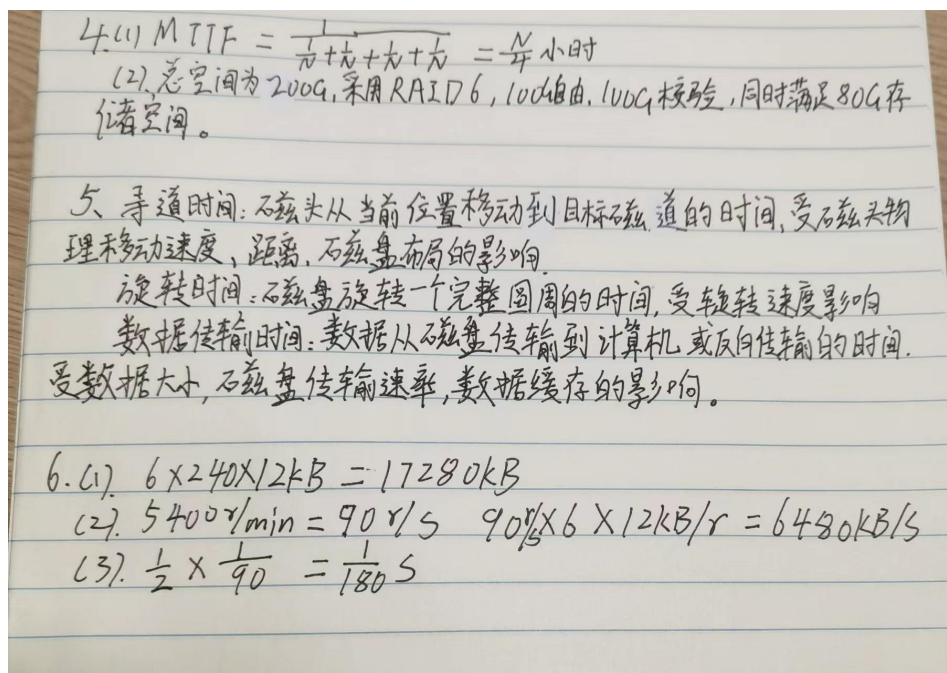 4.(1) MTTF = 1/(1/N + 1/N + 1/N + 1/N) = N/4 小时
(2).总空间为200G,采用RAID6,100G自由,100G校验,同时满足80G存
储空间。
5、寻道时间:磁头从当前位置移动到目标磁道的时间,受磁头物
理移动速度、距离,磁盘布局的影响.
旋转时间:磁盘旋转一个完整圆周的时间,受旋转速度影响
数据传输时间:数据从磁盘传输到计算机或反向传输的时间.
受数据大小,磁盘传输速率,数据缓存的影响。
6.(1). 6×240×12kB = 17280kB
(2). 5400r/min = 90r/s 90r/s×6×12kB/r = 6480kB/s
(3). 1/2 × 1/90 = 1/180 s